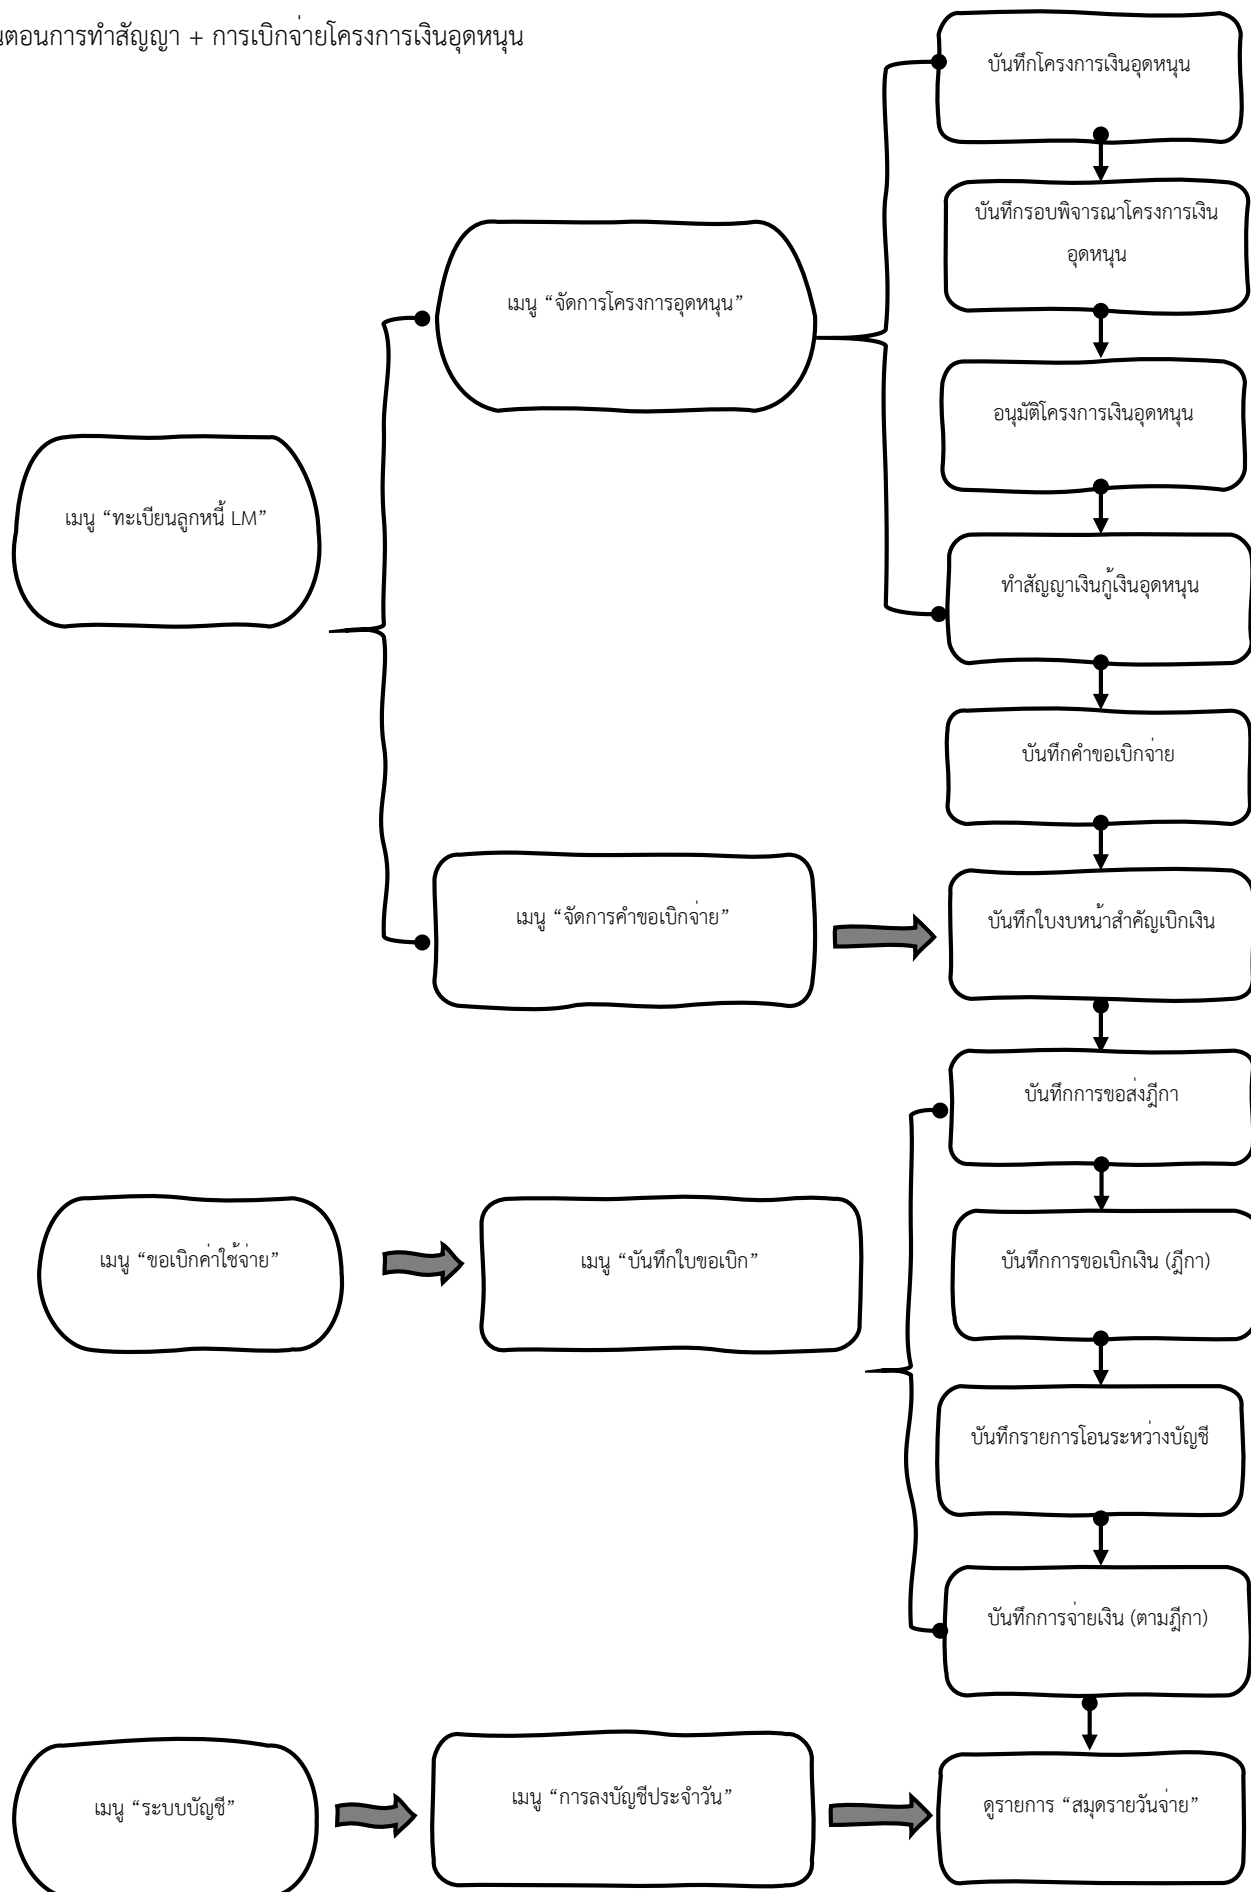 นตอนการทำสัญญา + การเบิกจ่ายโครงการเงินอุดหนุน
บันทึกโครงการเงินอุดหนุน
บันทึกรอบพิจารณาโครงการเงิน
อุดหนุน
เมนู “จัดการโครงการอุดหนุน”
อนุมัติโครงการเงินอุดหนุน
เมนู “ทะเบียนลูกหนี้ LM”
ทำสัญญาเงินกู้เงินอุดหนุน
บันทึกคำขอเบิกจ่าย
เมนู “จัดการคำขอเบิกจ่าย”
บันทึกใบงบหน้าสำคัญเบิกเงิน
บันทึกการขอส่งฎีกา
เมนู “ขอเบิกค่าใช้จ่าย”
เมนู “บันทึกใบขอเบิก”
บันทึกการขอเบิกเงิน (ฎีกา)
บันทึกรายการโอนระหว่างบัญชี
บันทึกการจ่ายเงิน (ตามฎีกา)
เมนู “ระบบบัญชี”
เมนู “การลงบัญชีประจำวัน”
ดูรายการ “สมุดรายวันจ่าย”